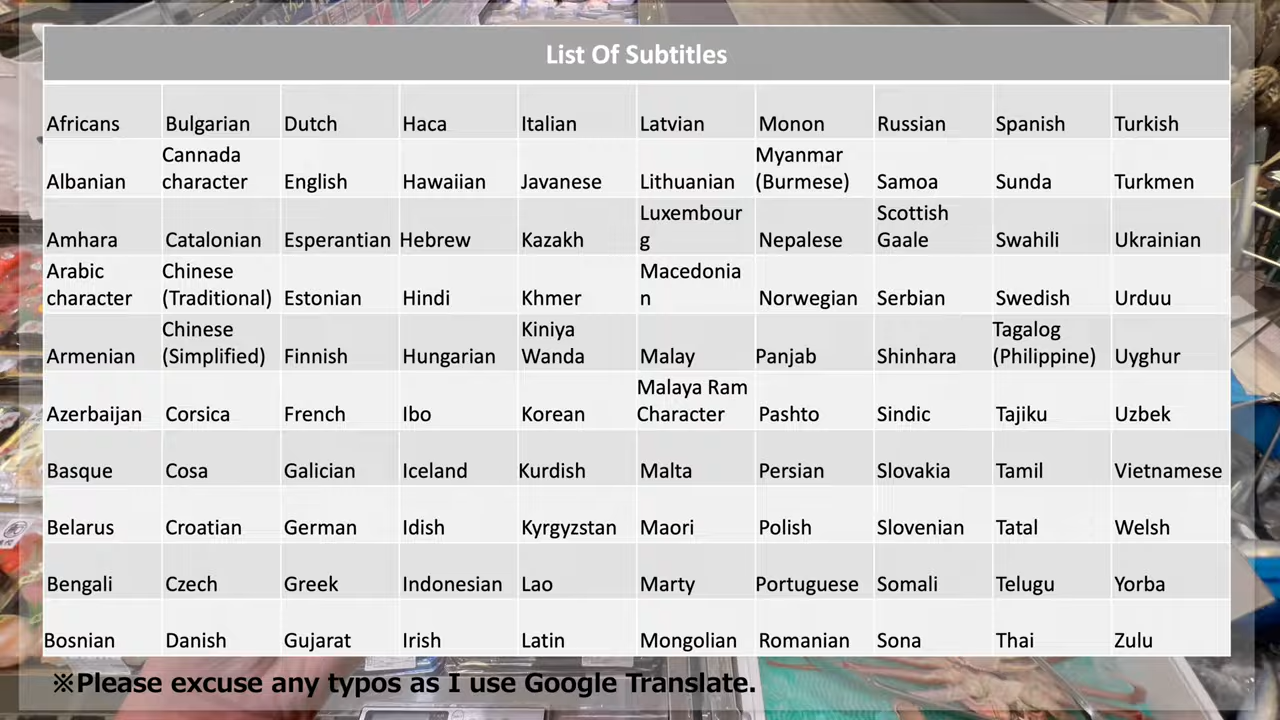 List Of Subtitles
Africans Bulgarian Dutch Haca Italian Latvian Monon Russian Spanish Turkish
Albanian Cannada character English Hawaiian Javanese Lithuanian Myanmar (Burmese) Samoa Sunda Turkmen
Amhara Catalonian Esperantian Hebrew Kazakh Luxembourg Nepalese Scottish Gaale Swahili Ukrainian
Arabic character Chinese (Traditional) Estonian Hindi Khmer Macedonian Norwegian Serbian Swedish Urduu
Armenian Chinese (Simplified) Finnish Hungarian Kiniya Wanda Malay Panjab Shinhara Tagalog (Philippine) Uyghur
Azerbaijan Corsica French Ibo Korean Malaya Ram Character Pashto Sindic Tajiku Uzbek
Basque Cosa Galician Iceland Kurdish Malta Persian Slovakia Tamil Vietnamese
Belarus Croatian German Idish Kyrgyzstan Maori Polish Slovenian Tatal Welsh
Bengali Czech Greek Indonesian Lao Marty Portuguese Somali Telugu Yorba
Bosnian Danish Gujarat Irish Latin Mongolian Romanian Sona Thai Zulu
※Please excuse any typos as I use Google Translate.